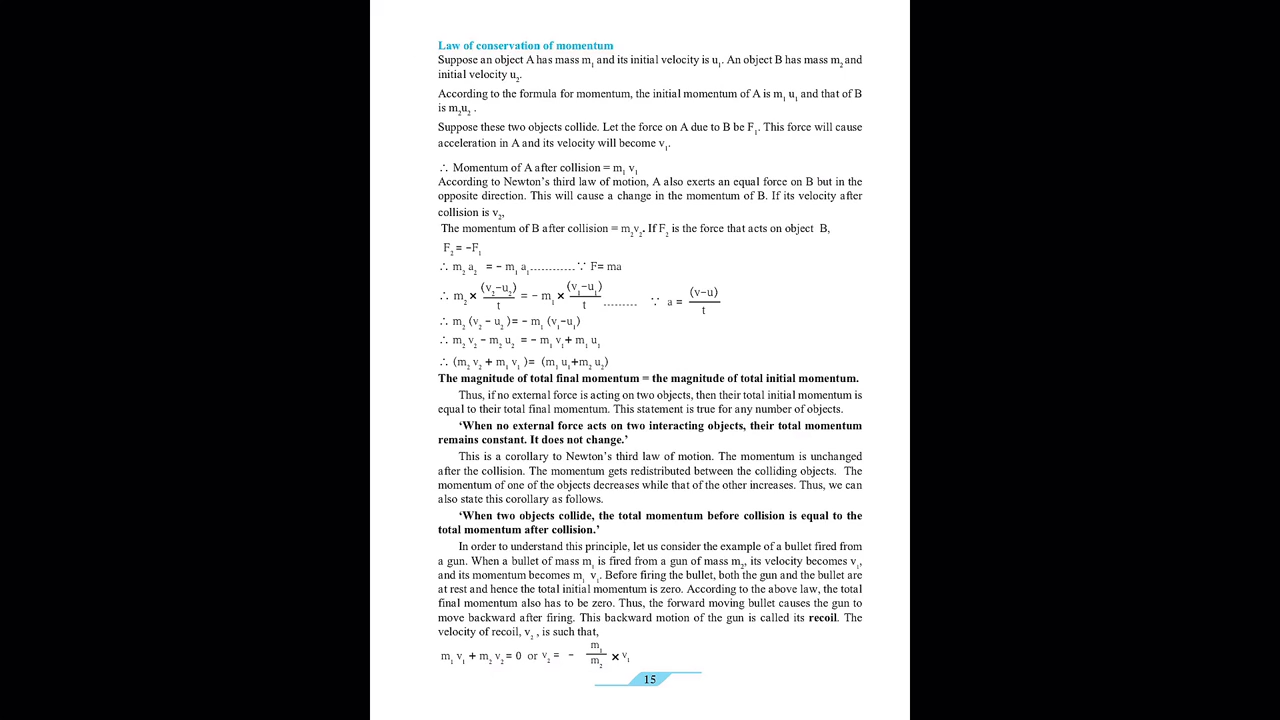 Law of conservation of momentum
Suppose an object A has mass m₁ and its initial velocity is u₁. An object B has mass m₂ and
initial velocity u₂.
According to the formula for momentum, the initial momentum of A is m₁ u₁ and that of B
is m₂u₂ .
Suppose these two objects collide. Let the force on A due to B be F₁. This force will cause
acceleration in A and its velocity will become v₁.
∴ Momentum of A after collision = m₁ v₁
According to Newton's third law of motion, A also exerts an equal force on B but in the
opposite direction. This will cause a change in the momentum of B. If its velocity after
collision is v₂,
The momentum of B after collision = m₂v₂. If F₂ is the force that acts on object B,
F₂ = −F₁
∴ m₂ a₂ = − m₁ a₁............∵ F= ma
∴ m₂ × (v₂−u₂)/t = − m₁ × (v₁−u₁)/t ......... ∵ a = (v−u)/t
∴ m₂ (v₂ − u₂ )= − m₁ (v₁−u₁)
∴ m₂ v₂ − m₂ u₂ = − m₁ v₁+ m₁ u₁
∴ (m₂ v₂ + m₁ v₁ )= (m₁ u₁+m₂ u₂)
The magnitude of total final momentum = the magnitude of total initial momentum.
Thus, if no external force is acting on two objects, then their total initial momentum is
equal to their total final momentum. This statement is true for any number of objects.
'When no external force acts on two interacting objects, their total momentum
remains constant. It does not change.'
This is a corollary to Newton's third law of motion. The momentum is unchanged
after the collision. The momentum gets redistributed between the colliding objects. The
momentum of one of the objects decreases while that of the other increases. Thus, we can
also state this corollary as follows.
'When two objects collide, the total momentum before collision is equal to the
total momentum after collision.'
In order to understand this principle, let us consider the example of a bullet fired from
a gun. When a bullet of mass m₁ is fired from a gun of mass m₂, its velocity becomes v₁,
and its momentum becomes m₁ v₁. Before firing the bullet, both the gun and the bullet are
at rest and hence the total initial momentum is zero. According to the above law, the total
final momentum also has to be zero. Thus, the forward moving bullet causes the gun to
move backward after firing. This backward motion of the gun is called its recoil. The
velocity of recoil, v₂ , is such that,
m₁ v₁ + m₂ v₂ = 0 or v₂ = − m₁/m₂ × v₁
15